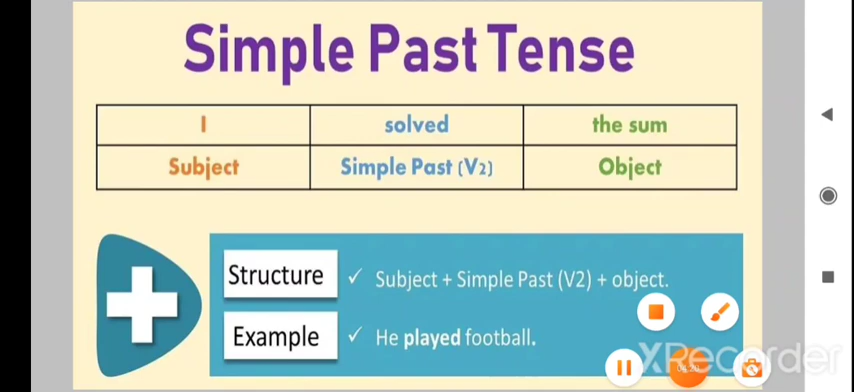 Simple Past Tense
I solved the sum
Subject Simple Past (V2) Object
Structure ✓ Subject + Simple Past (V2) + object.
Example ✓ He played football.
XRecorder